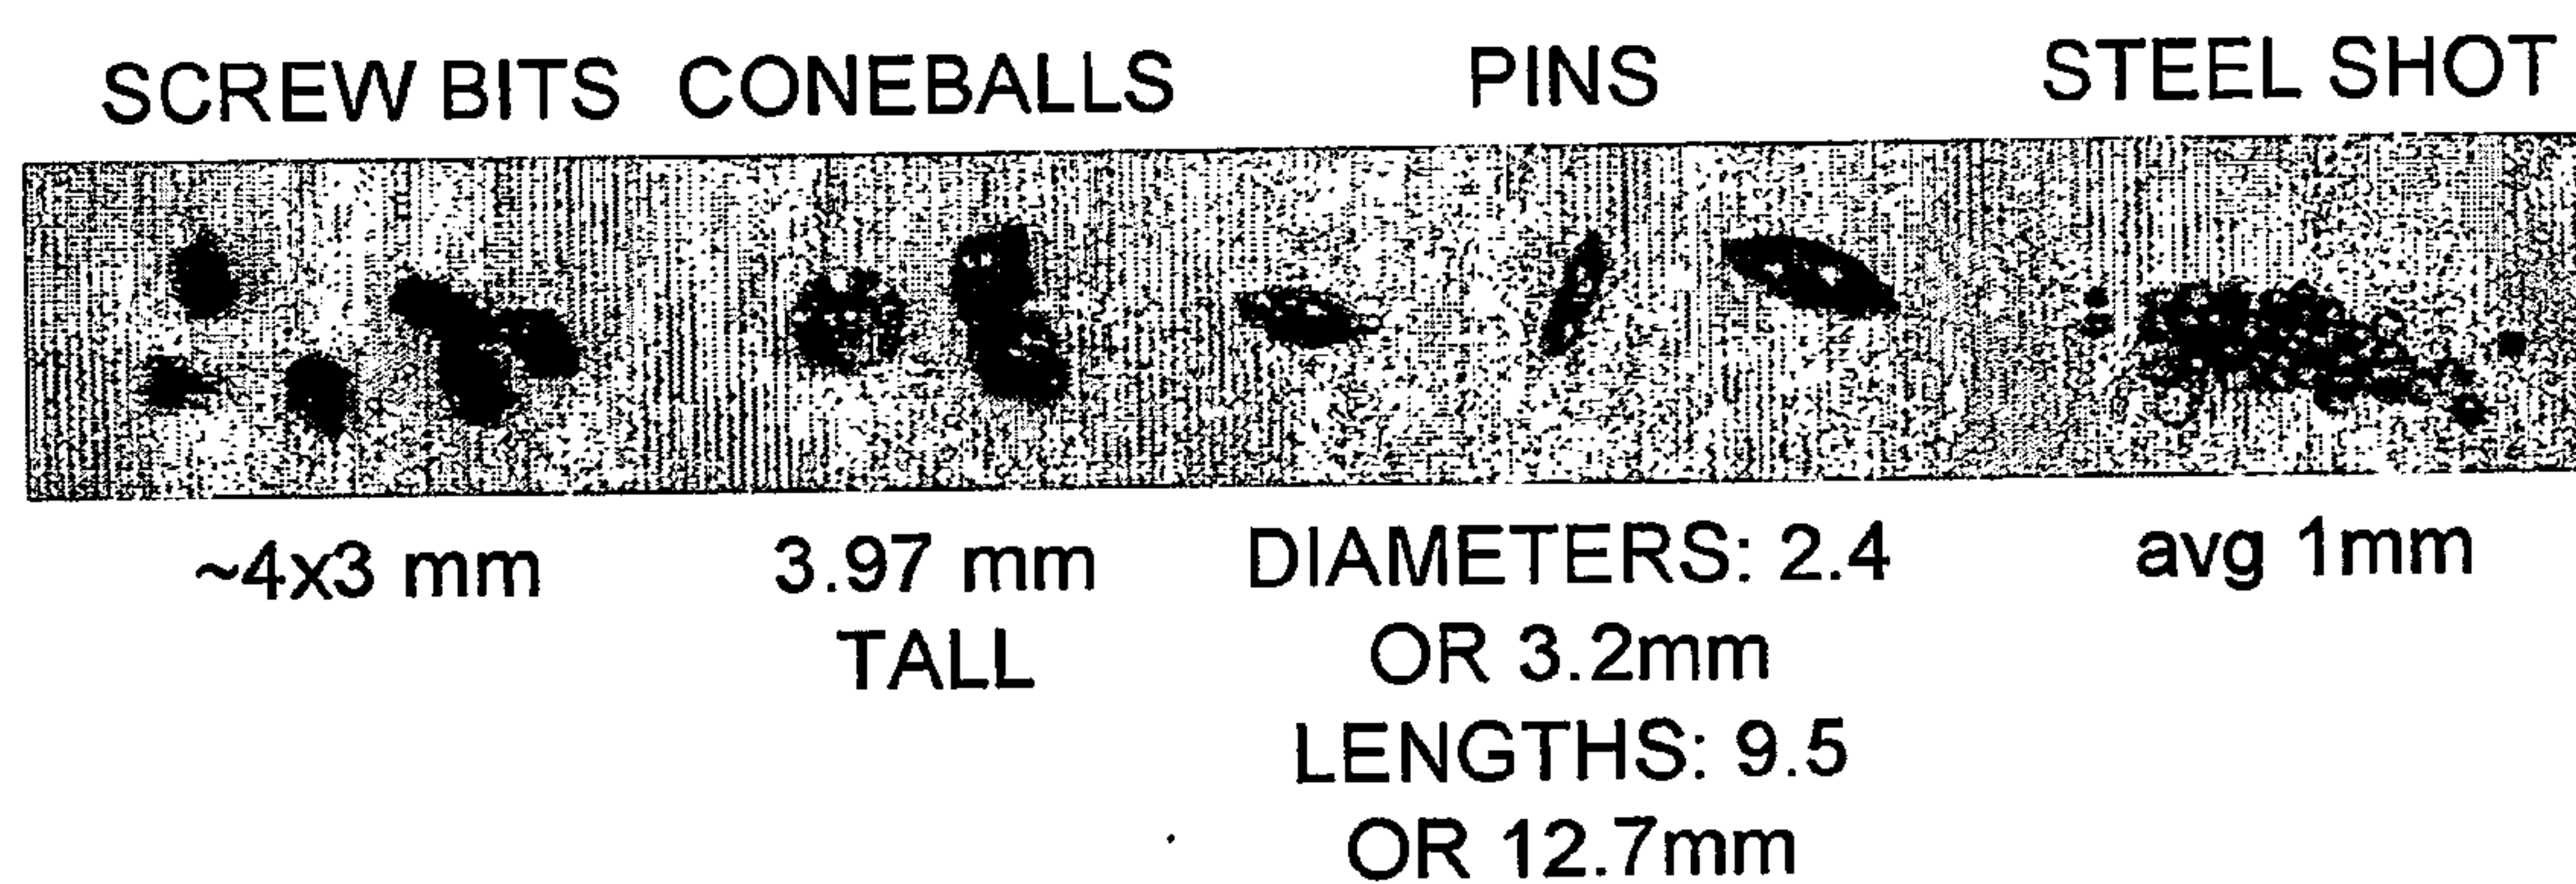 SCREW BITS CONEBALLS PINS STEEL SHOT
~4x3 mm 3.97 mm DIAMETERS: 2.4 avg 1mm
TALL OR 3.2mm
LENGTHS: 9.5
OR 12.7mm